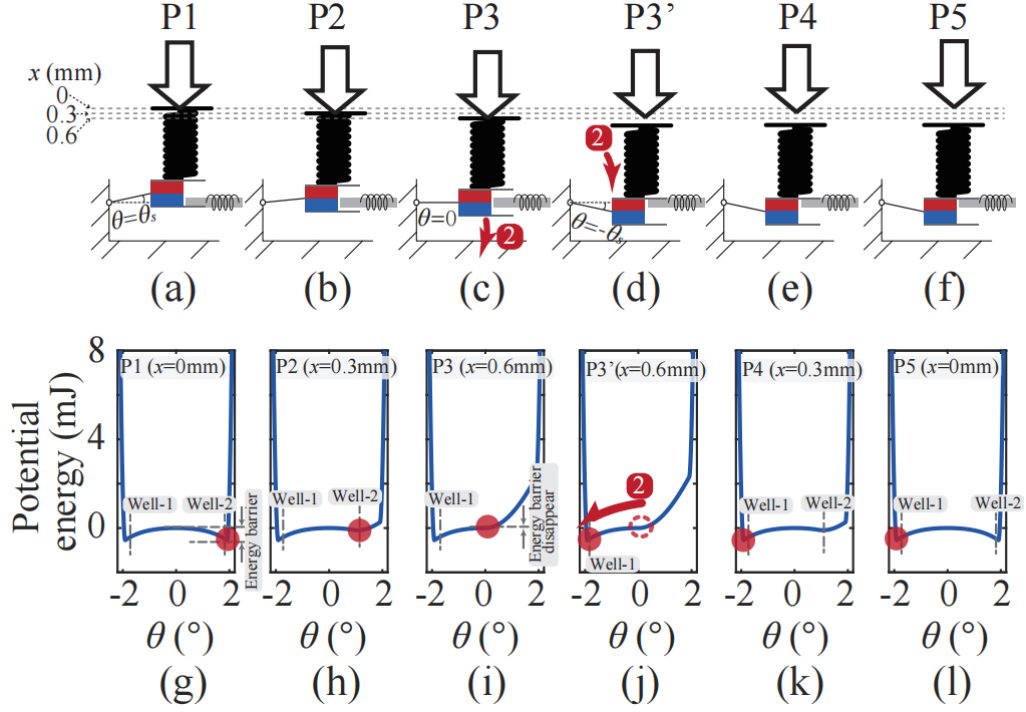 P1 P2 P3 P3’ P4 P5
x (mm)
0
0.3
0.6
2
θ=θs
θ=0
2
θ=-θs
(a) (b) (c) (d) (e) (f)
Potential energy (mJ)
8
4
0
P1 (x=0mm)
Well-1
Well-2
Energy barrier
-2 0 2
θ (°)
(g)
P2 (x=0.3mm)
Well-1
Well-2
-2 0 2
θ (°)
(h)
P3 (x=0.6mm)
Well-1
Energy barrier
disappear
-2 0 2
θ (°)
(i)
P3’(x=0.6mm)
2
Well-1
-2 0 2
θ (°)
(j)
P4 (x=0.3mm)
Well-1
Well-2
-2 0 2
θ (°)
(k)
P5 (x=0mm)
Well-1
Well-2
-2 0 2
θ (°)
(l)